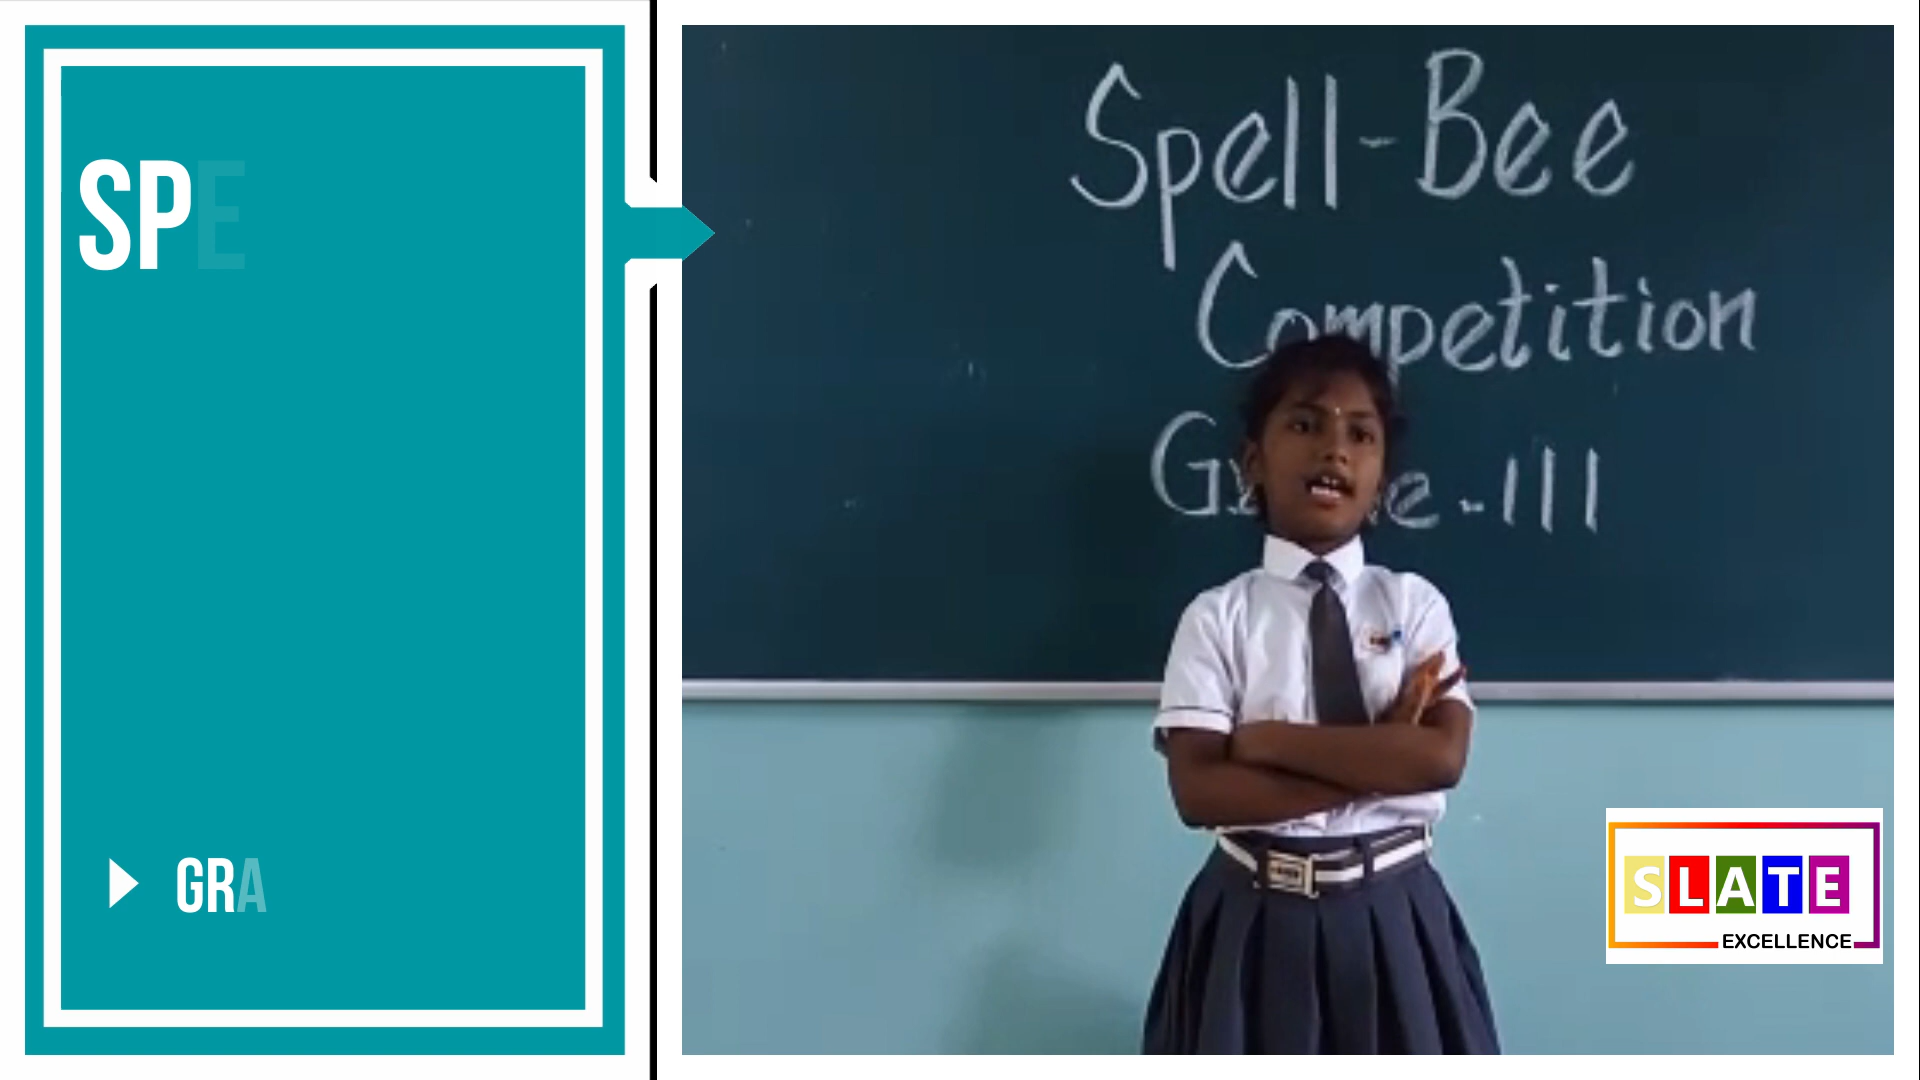 SPE
GRA
Spell-Bee
Competition
SLATE
EXCELLENCE